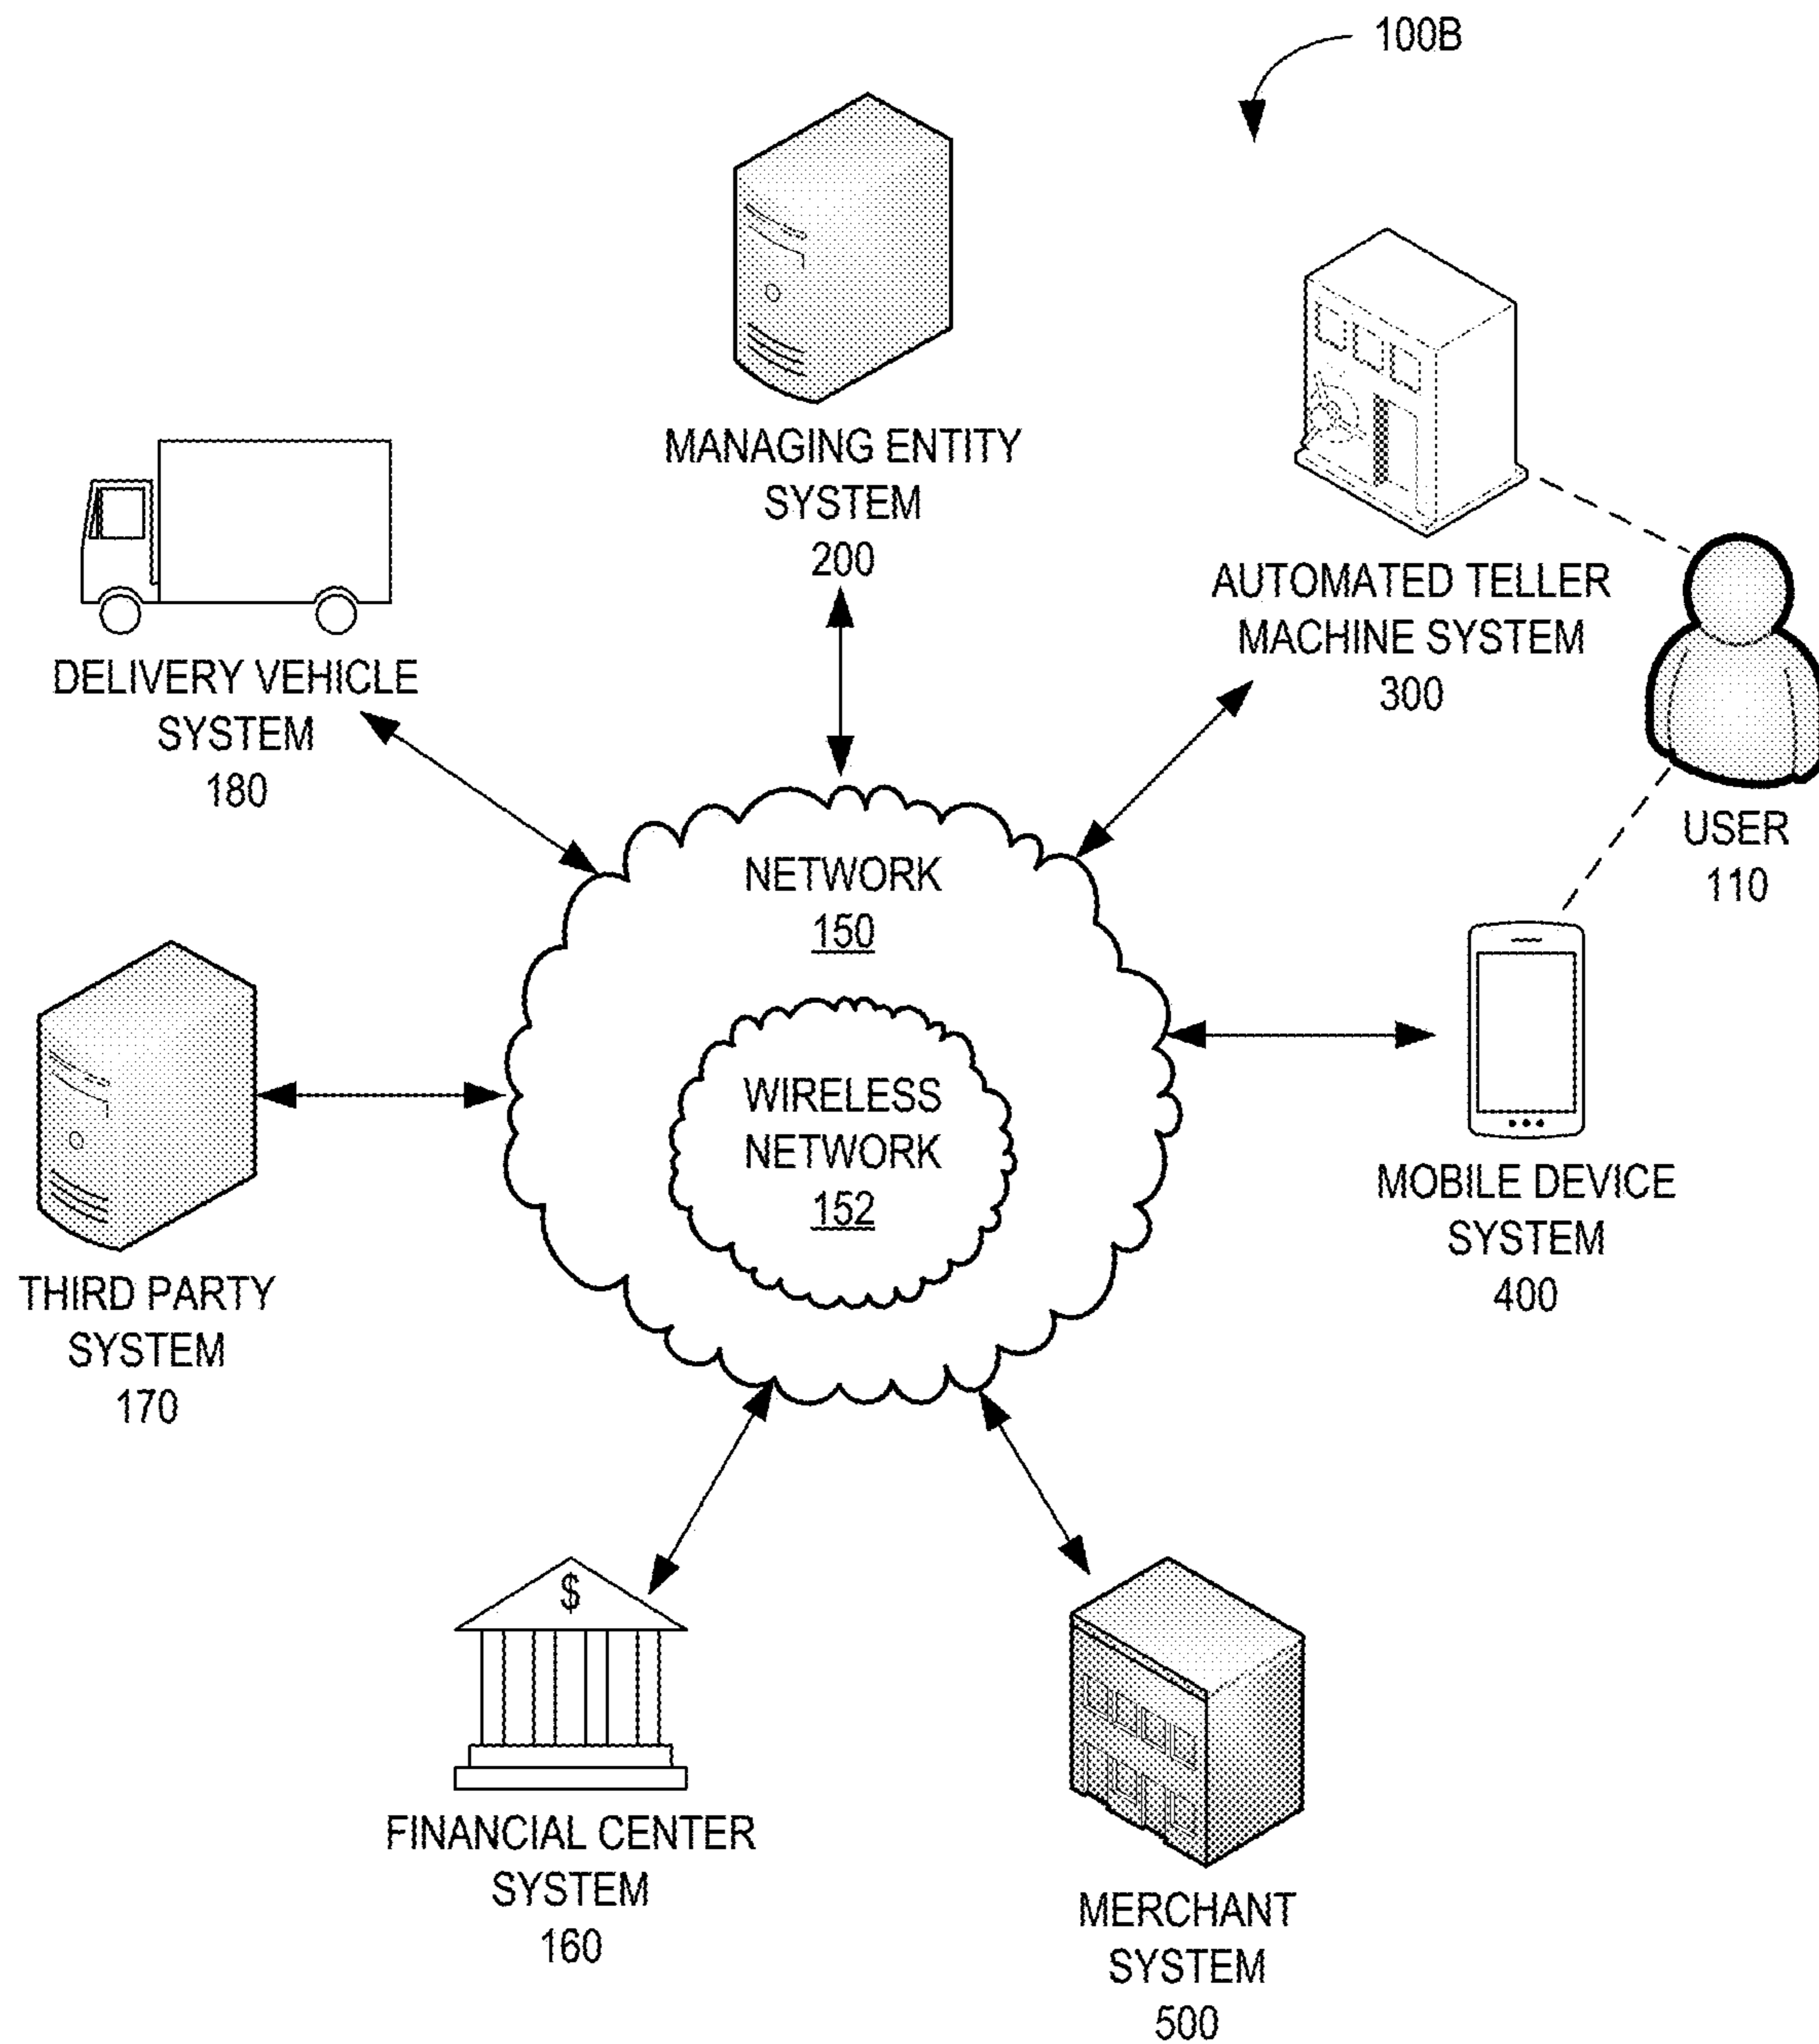 100B
MANAGING ENTITY
SYSTEM
200
AUTOMATED TELLER
MACHINE SYSTEM
300
DELIVERY VEHICLE
SYSTEM
180
USER
110
NETWORK
150
WIRELESS
NETWORK
152
MOBILE DEVICE
SYSTEM
400
THIRD PARTY
SYSTEM
170
$
FINANCIAL CENTER
SYSTEM
160
MERCHANT
SYSTEM
500